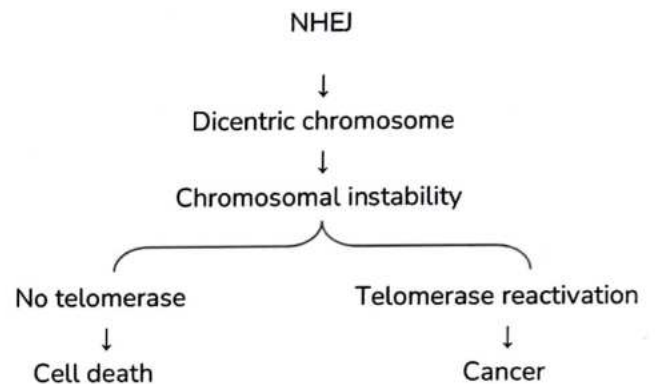 NHEJ
↓
Dicentric chromosome
↓
Chromosomal instability
No telomerase Telomerase reactivation
↓ ↓
Cell death Cancer